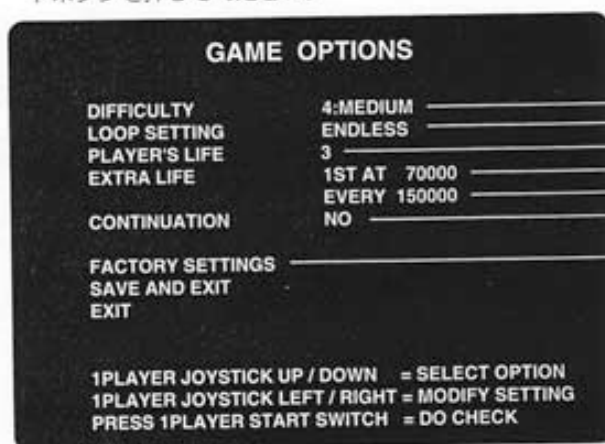 GAME OPTIONS
DIFFICULTY 4:MEDIUM
LOOP SETTING ENDLESS
PLAYER'S LIFE 3
EXTRA LIFE 1ST AT 70000
EVERY 150000
CONTINUATION NO
FACTORY SETTINGS
SAVE AND EXIT
EXIT
1PLAYER JOYSTICK UP / DOWN = SELECT OPTION
1PLAYER JOYSTICK LEFT / RIGHT = MODIFY SETTING
PRESS 1PLAYER START SWITCH = DO CHECK